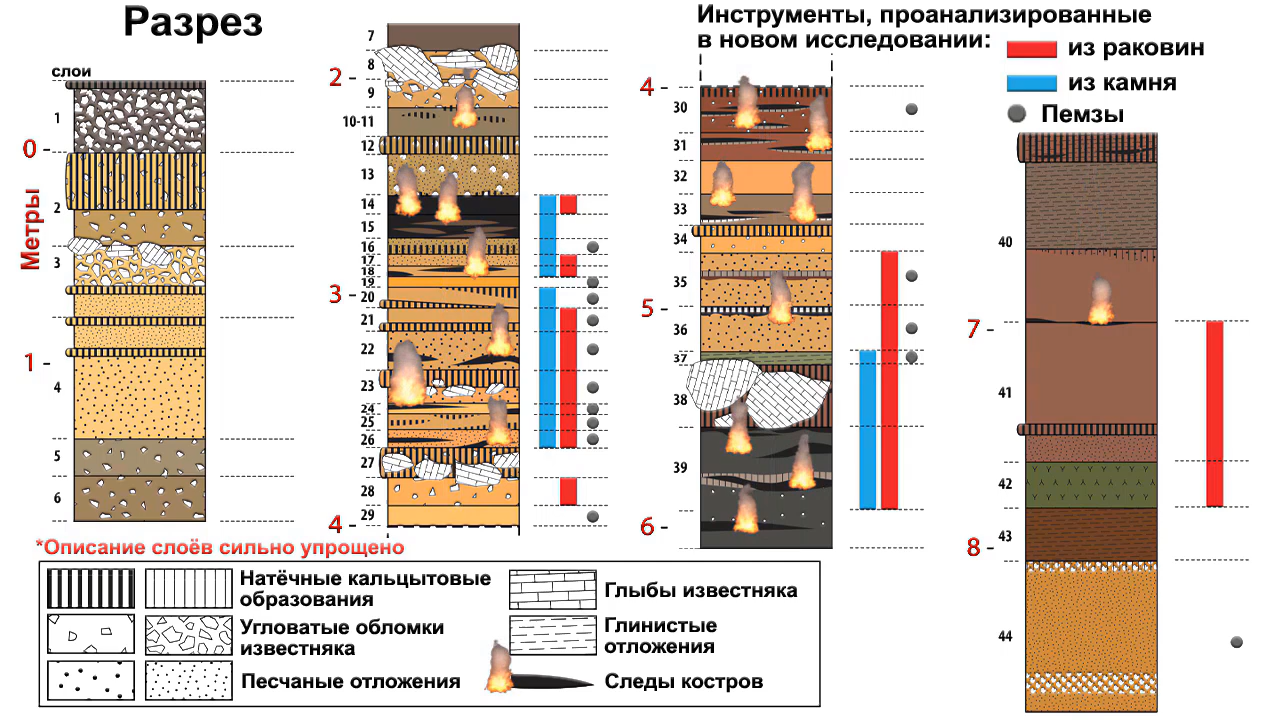 Разрез
слои
1
0 -
2
3
1 -
4
5
6
Метры
7
2 -
8
9
10-11
12
13
14
15
16
17
18
19
3 -
20
21
22
23
24
25
26
27
28
29
4 -
Инструменты, проанализированные
в новом исследовании:
из раковин
из камня
Пемзы
4 -
30
31
32
33
34
35
5 -
36
37
38
39
6 -
40
7 -
41
42
43
8 -
44
*Описание слоёв сильно упрощено
Натёчные кальцытовые
образования
Угловатые обломки
известняка
Песчаные отложения
Глыбы известняка
Глинистые
отложения
Следы костров